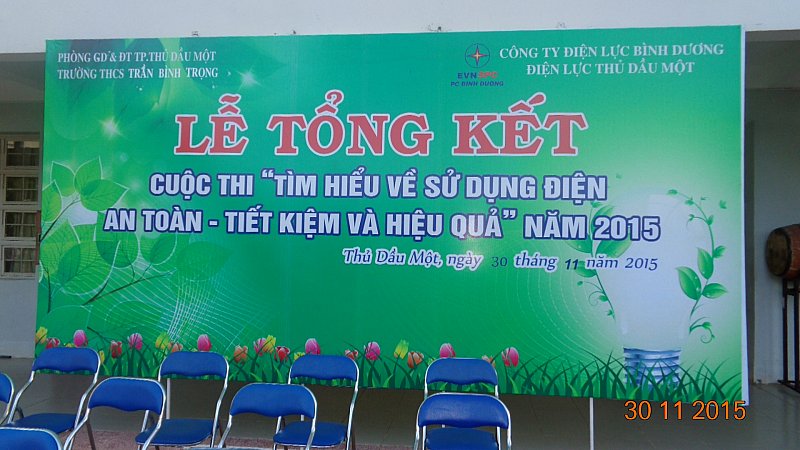 PHÒNG GD & ĐT TP.THỦ DẦU MỘT
TRƯỜNG THCS TRẦN BÌNH TRỌNG
EVN SPC
PC BÌNH DƯƠNG
CÔNG TY ĐIỆN LỰC BÌNH DƯƠNG
ĐIỆN LỰC THỦ DẦU MỘT
LỄ TỔNG KẾT
CUỘC THI "TÌM HIỂU VỀ SỬ DỤNG ĐIỆN
AN TOÀN - TIẾT KIỆM VÀ HIỆU QUẢ" NĂM 2015
Thủ Dầu Một, ngày 30 tháng 11 năm 2015
30 11 2015